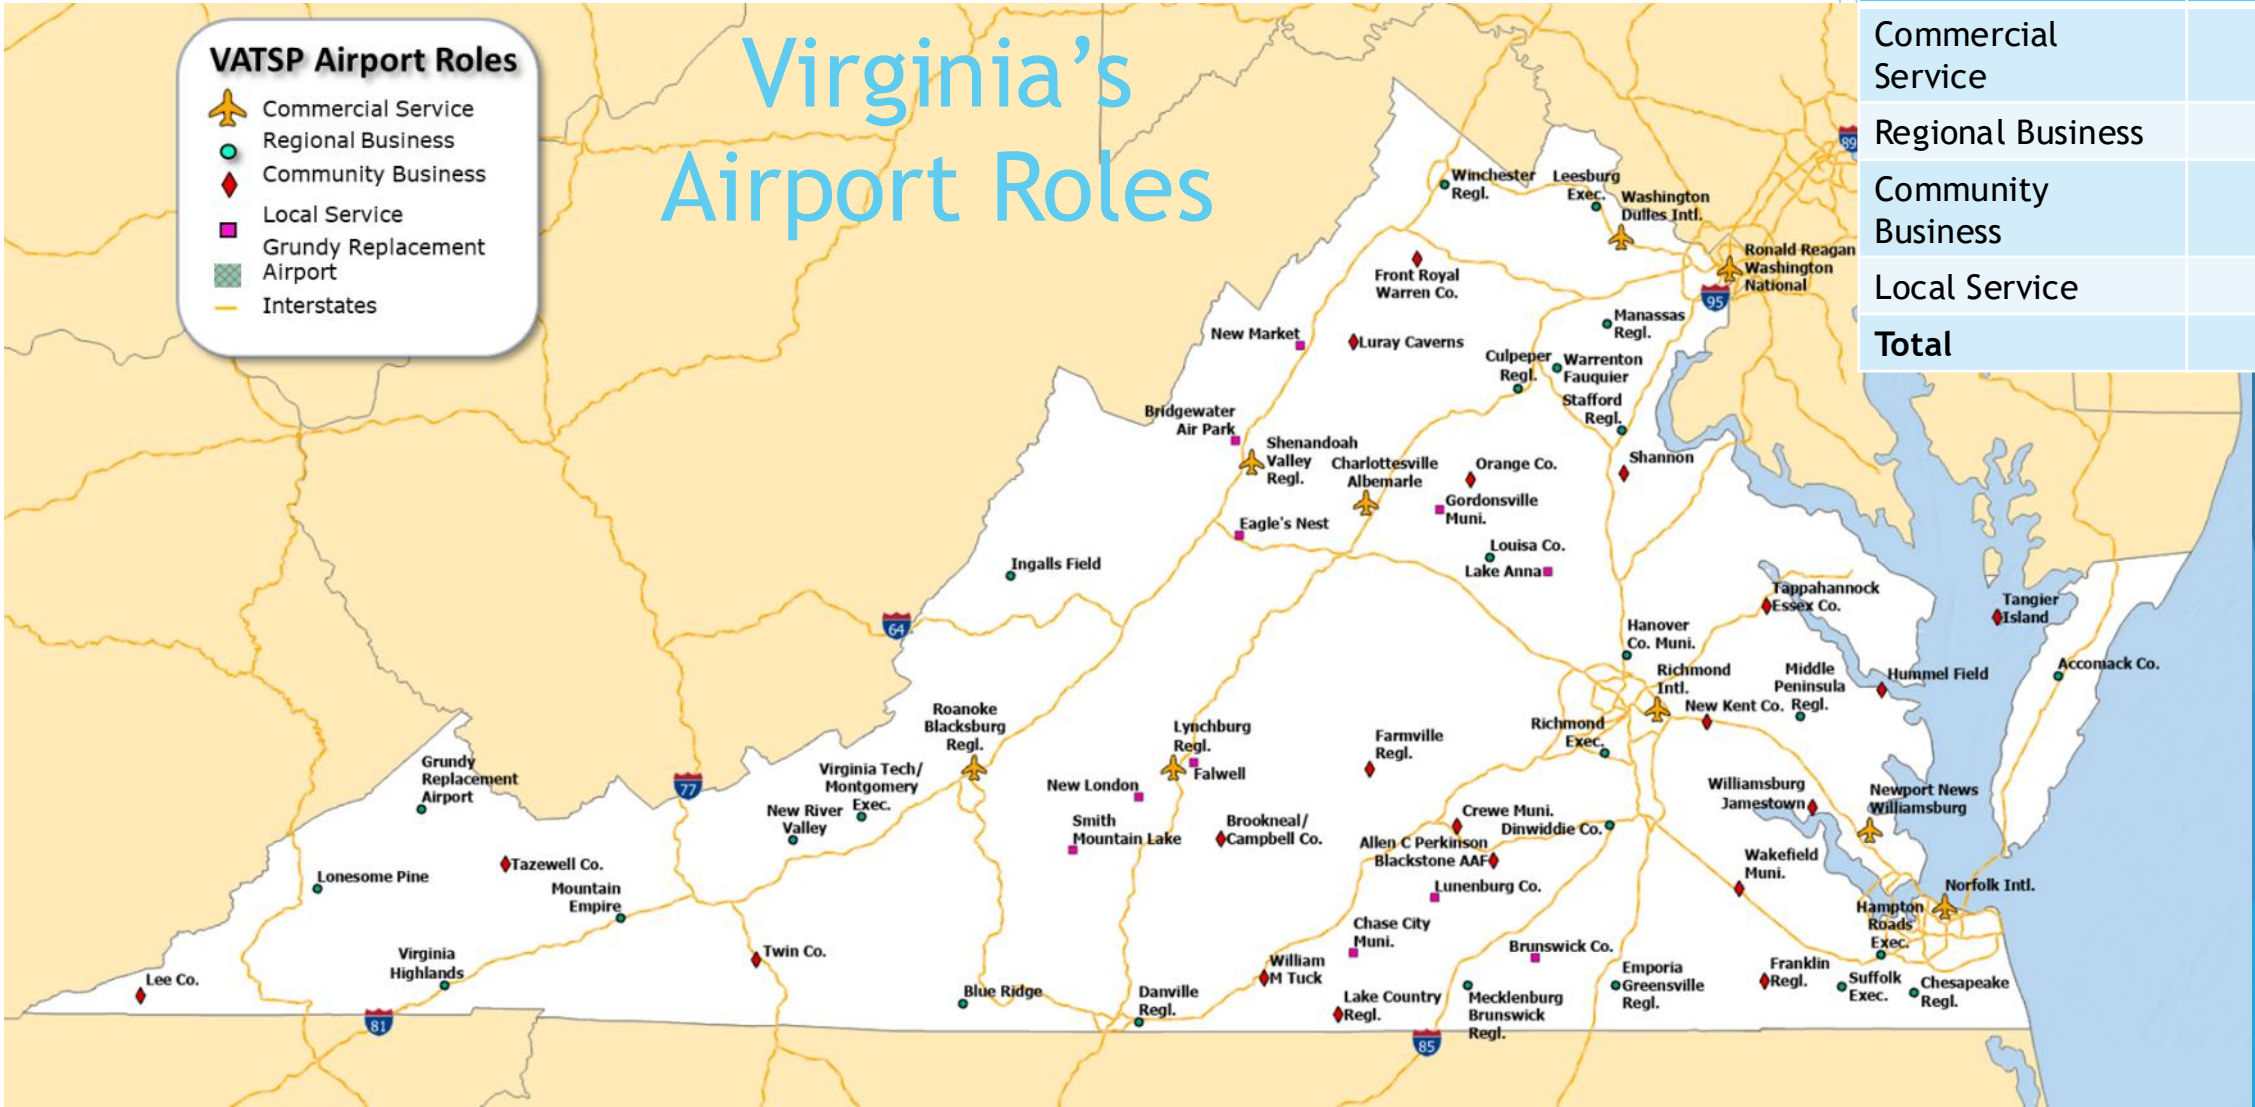 Virginia's
Airport Roles
VATSP Airport Roles
Commercial Service
Regional Business
Community Business
Local Service
Grundy Replacement
Airport
Interstates
Commercial
Service
Regional Business
Community
Business
Local Service
Total
89
Winchester
Regl.
Leesburg
Exec.
Washington
Dulles Intl.
Ronald Reagan
Washington
National
95
Front Royal
Warren Co.
Manassas
Regl.
New Market
Luray Caverns
Culpeper
Regl.
Warrenton
Fauquier
Stafford
Regl.
Bridgewater
Air Park
Shenandoah
Valley
Regl.
Charlottesville
Albemarle
Orange Co.
Shannon
Gordonsville
Muni.
Eagle's Nest
Louisa Co.
Lake Anna
Ingalls Field
64
Tappahannock
Essex Co.
Tangier
Island
Hanover
Co. Muni.
Richmond
Intl.
Middle
Peninsula
Regl.
Hummel Field
Accomack Co.
New Kent Co.
Richmond
Exec.
Roanoke
Blacksburg
Regl.
Lynchburg
Regl.
Falwell
Farmville
Regl.
Grundy
Replacement
Airport
77
Virginia Tech/
Montgomery
Exec.
New River
Valley
New London
Smith
Mountain Lake
Brookneal/
Campbell Co.
Crewe Muni.
Dinwiddie Co.
Allen C Perkinson
Blackstone AAF
Williamsburg
Jamestown
Newport News
Williamsburg
Wakefield
Muni.
Norfolk Intl.
Hampton
Roads
Exec.
Lonesome Pine
Tazewell Co.
Mountain
Empire
Lunenburg Co.
Chase City
Muni.
Brunswick Co.
Virginia
Highlands
Twin Co.
Lee Co.
81
Blue Ridge
Danville
Regl.
William
M Tuck
Lake Country
Regl.
85
Mecklenburg
Brunswick
Regl.
Emporia
Greensville
Regl.
Franklin
Regl.
Suffolk
Exec.
Chesapeake
Regl.